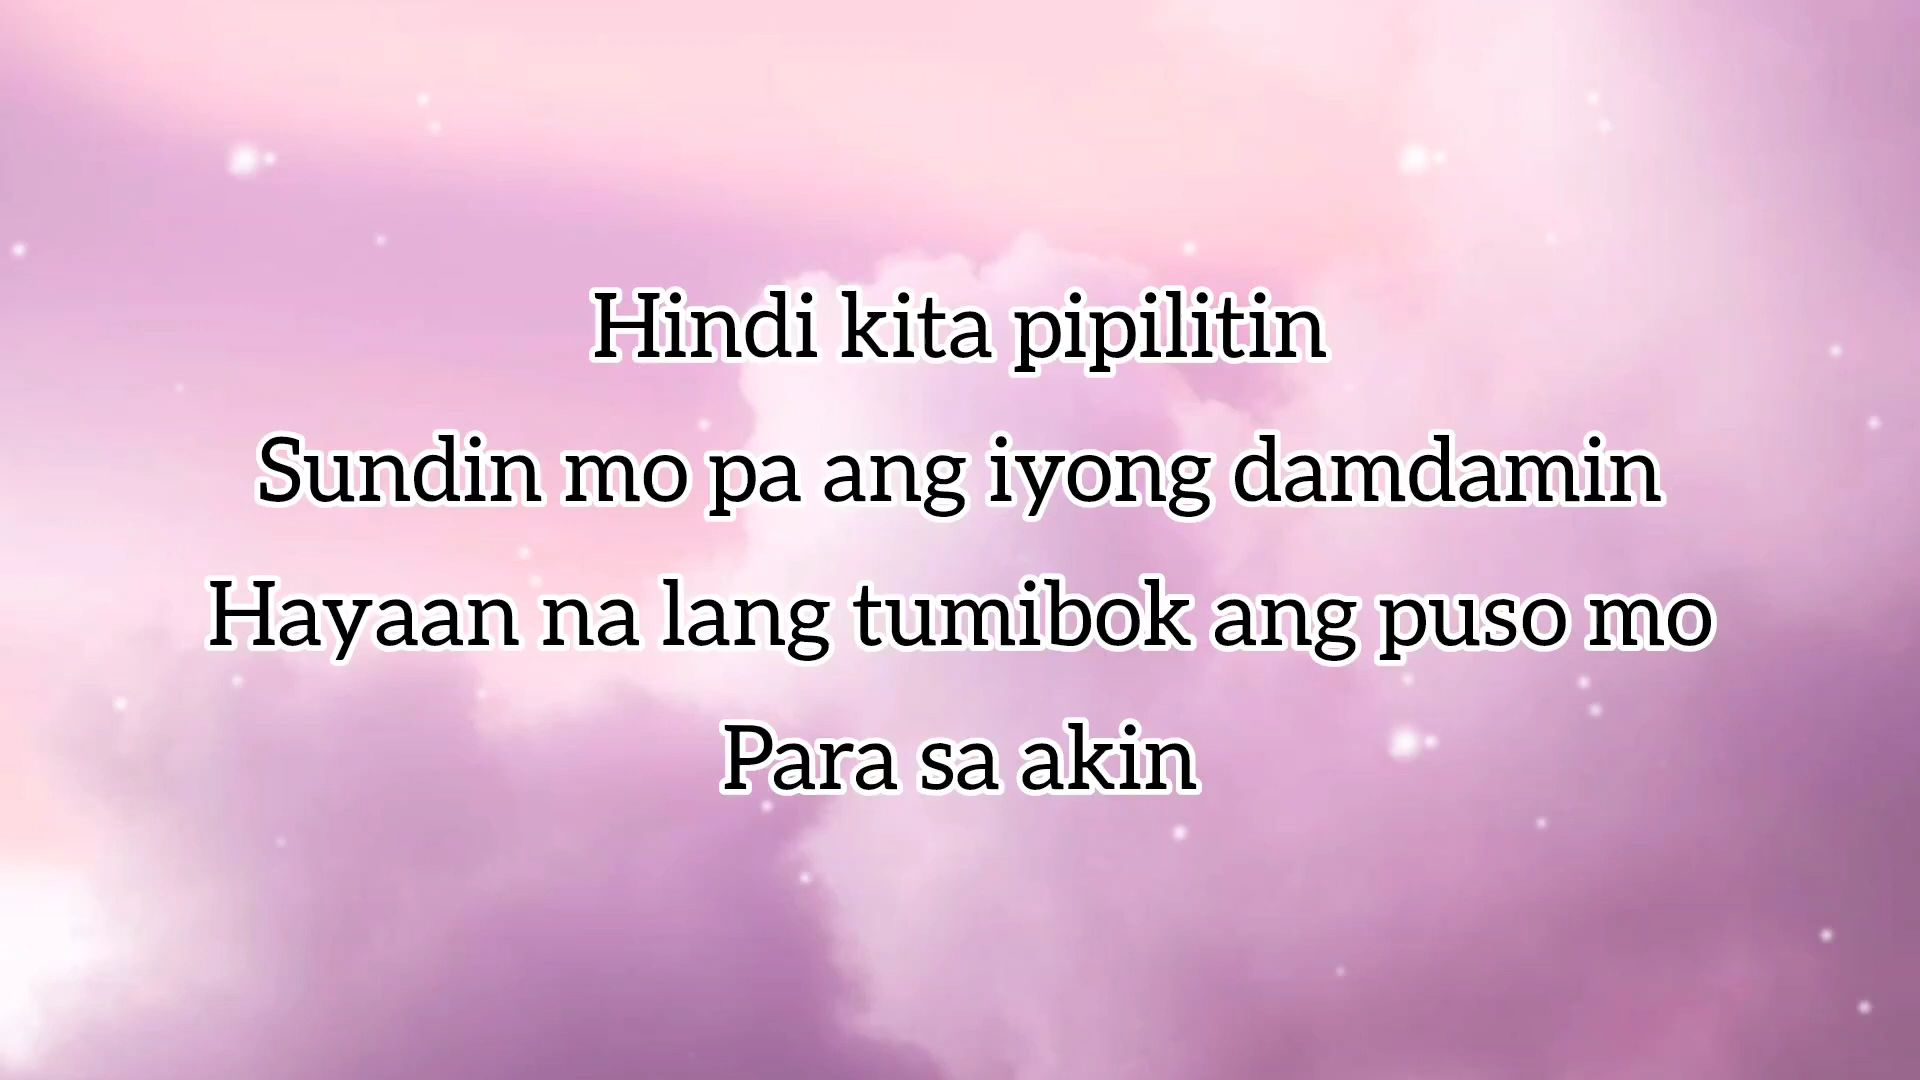 Hindi kita pipilitin
Sundin mo pa ang iyong damdamin
Hayaan na lang tumibok ang puso mo
Para sa akin